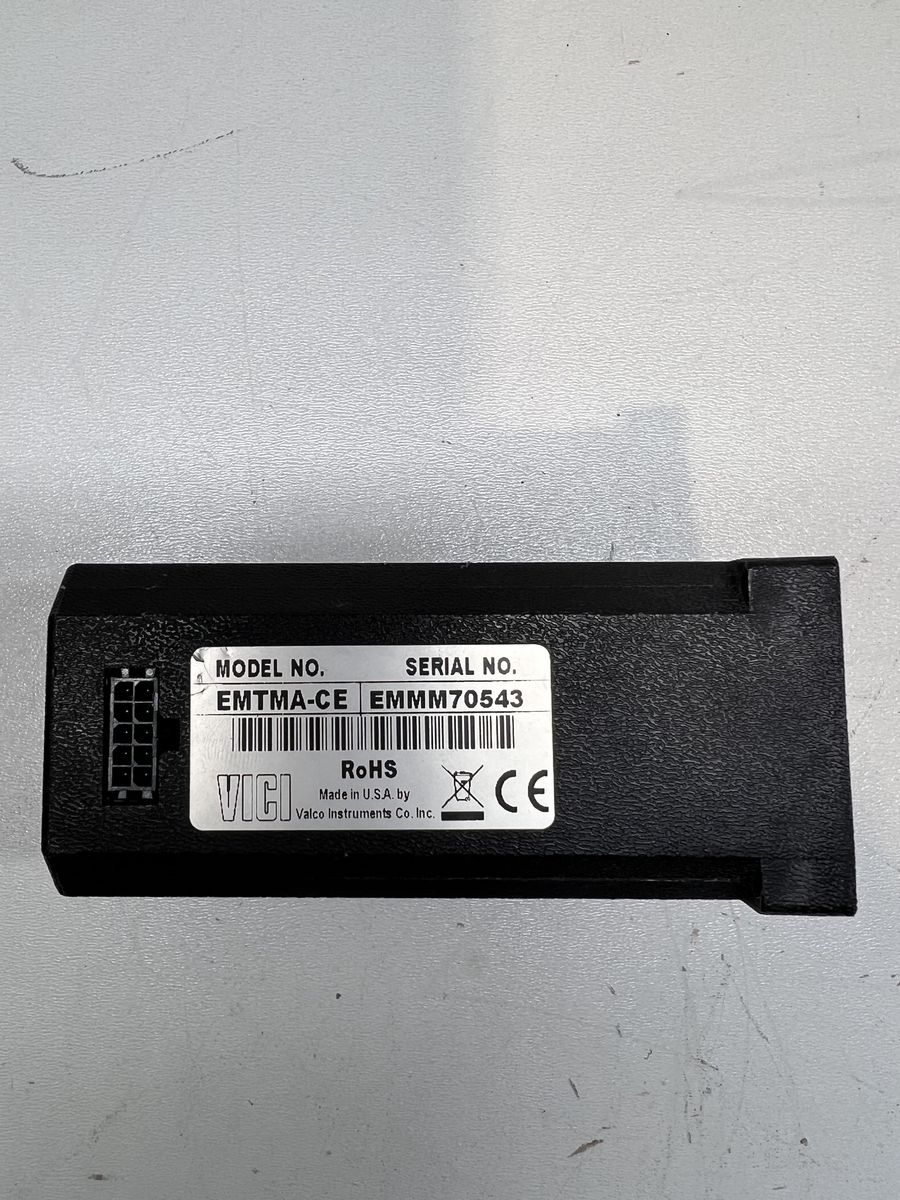 MODEL NO. SERIAL NO.
EMTMA-CE EMMM70543
RoHS
VICI
Made in U.S.A. by
Valco Instruments Co. Inc.
CE